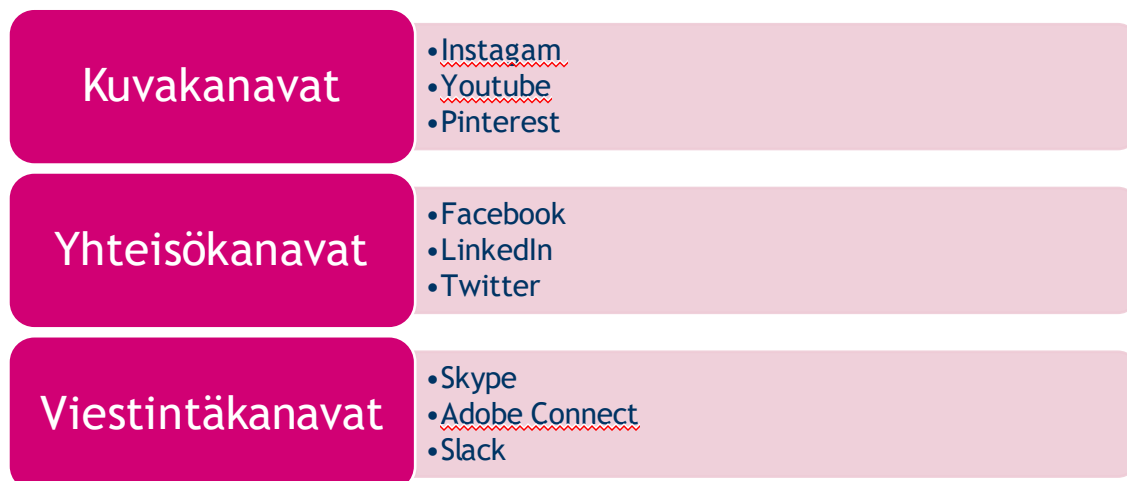 Kuvakanavat
•Instagam
•Youtube
•Pinterest
Yhteisökanavat
•Facebook
•LinkedIn
•Twitter
Viestintäkanavat
•Skype
•Adobe Connect
•Slack